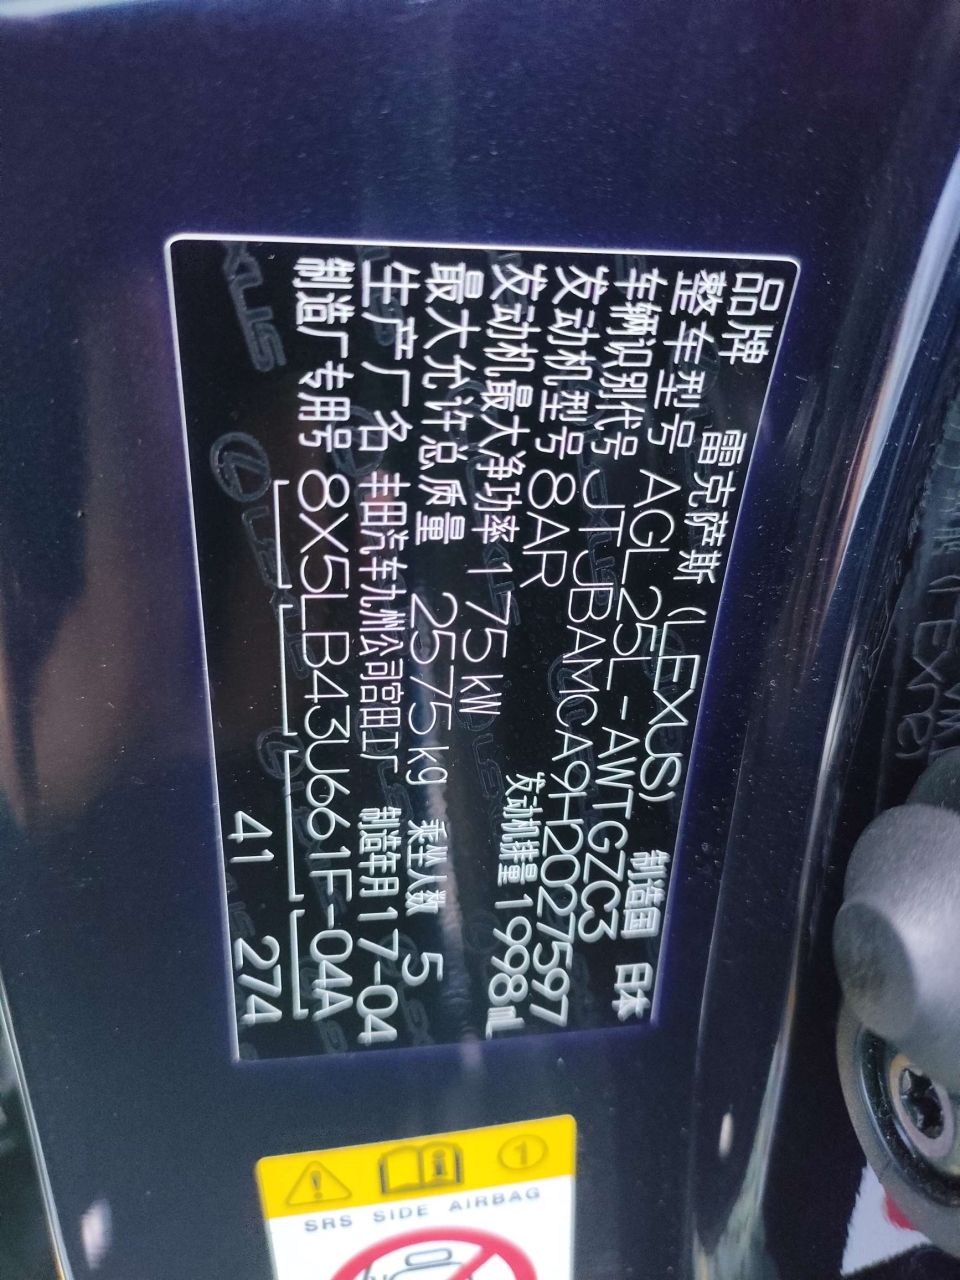 品牌 雷克萨斯（LEXUS） 制造国 日本
整车型号 AGL25L-AWTGZC3
车辆识别代号 JTJBAMCA9H2027597
发动机型号 8AR 发动机排量 1998mL
发动机最大净功率 175kW
最大允许总质量 2575kg 乘坐人数 5
生产厂名 丰田汽车九州公司宫田工厂 制造年月 17-04
制造厂专用号 8X5LB43U661F-04A
41 274
SRS SIDE AIRBAG